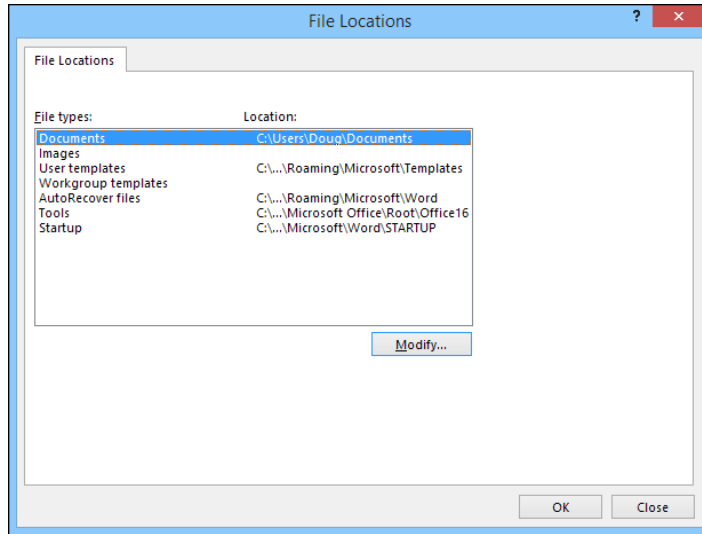 File Locations
? ×
File Locations
File types: Location:
Documents C:\Users\Doug\Documents
Images
User templates C:\...\Roaming\Microsoft\Templates
Workgroup templates
AutoRecover files C:\...\Roaming\Microsoft\Word
Tools C:\...\Microsoft Office\Root\Office16
Startup C:\...\Microsoft\Word\STARTUP
Modify...
OK Close